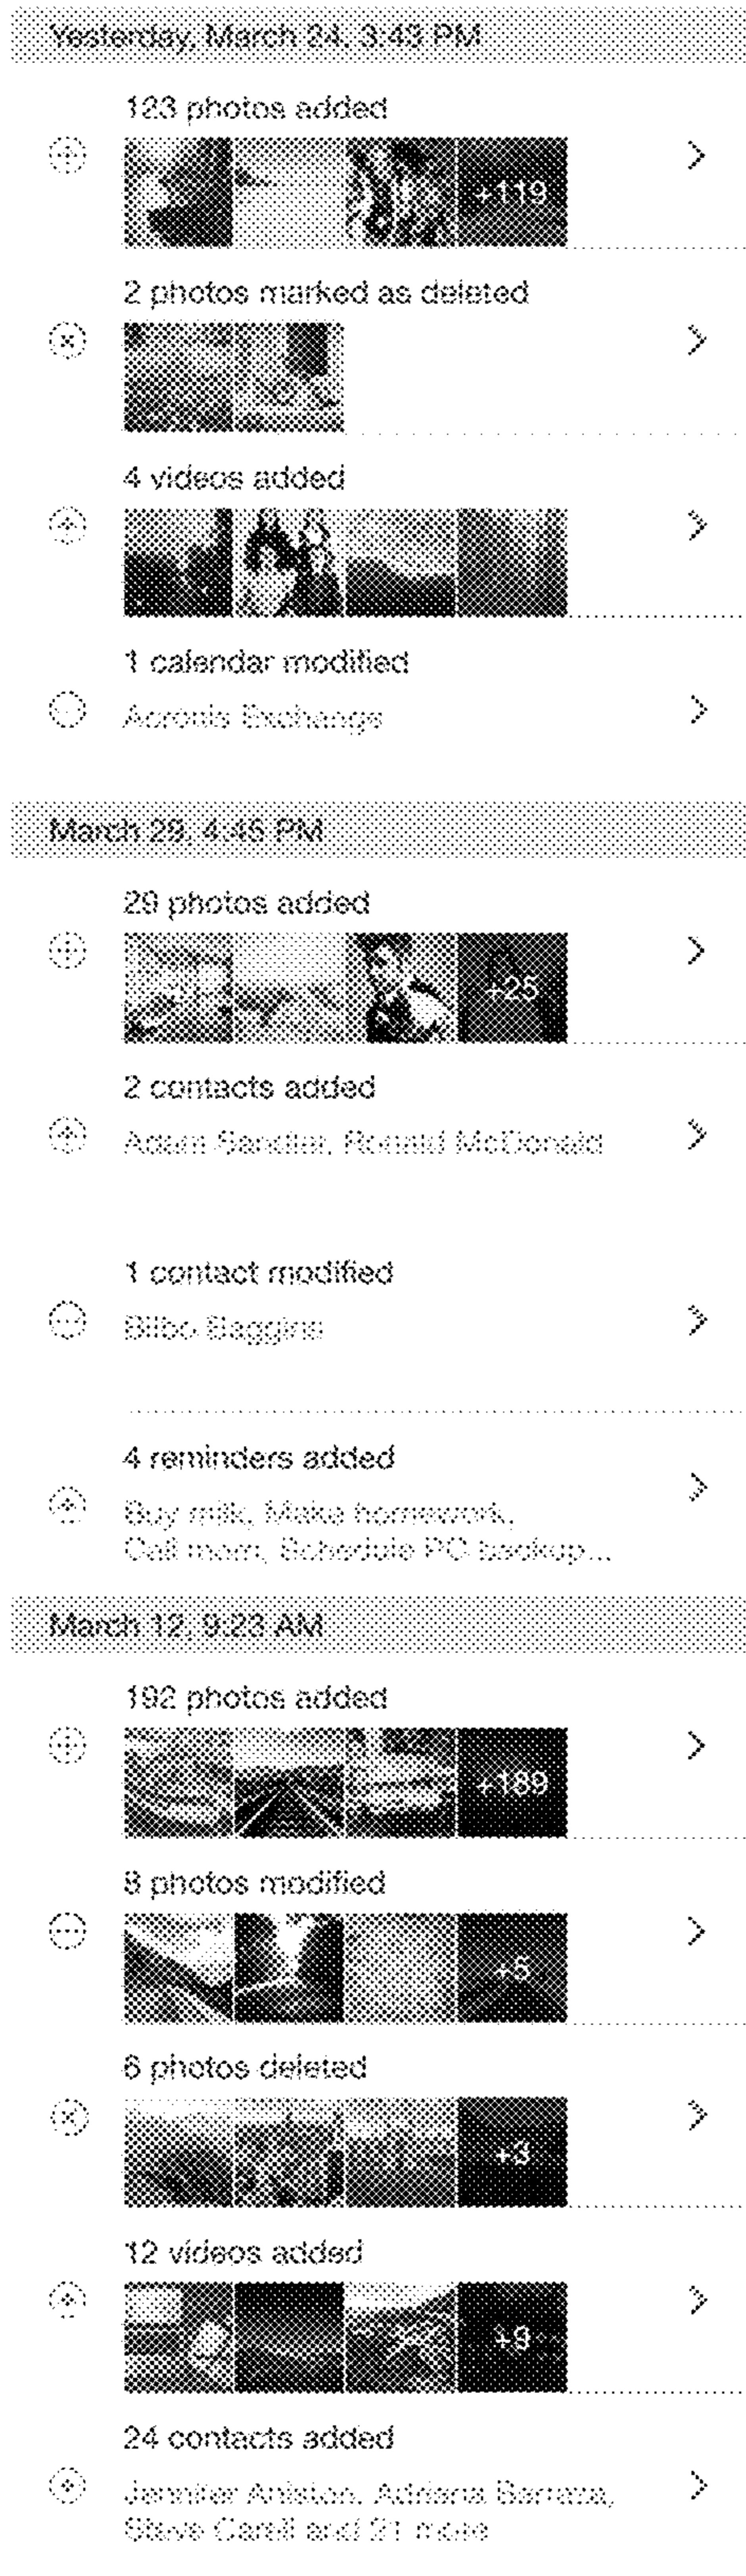 Yesterday, March 24, 3:43 PM
123 photos added
+119
2 photos marked as deleted
4 videos added
1 calendar modified
Acronis Exchange
March 29, 4:45 PM
29 photos added
+25
2 contacts added
Adam Sandler, Ronald McDonald
1 contact modified
Bilbo Baggins
4 reminders added
Buy milk, Make homework,
Call mom, Schedule PC backup...
March 12, 9:23 AM
192 photos added
+189
8 photos modified
+5
6 photos deleted
+3
12 videos added
+9
24 contacts added
Jennifer Aniston, Adriana Barraza,
Steve Carell and 21 more